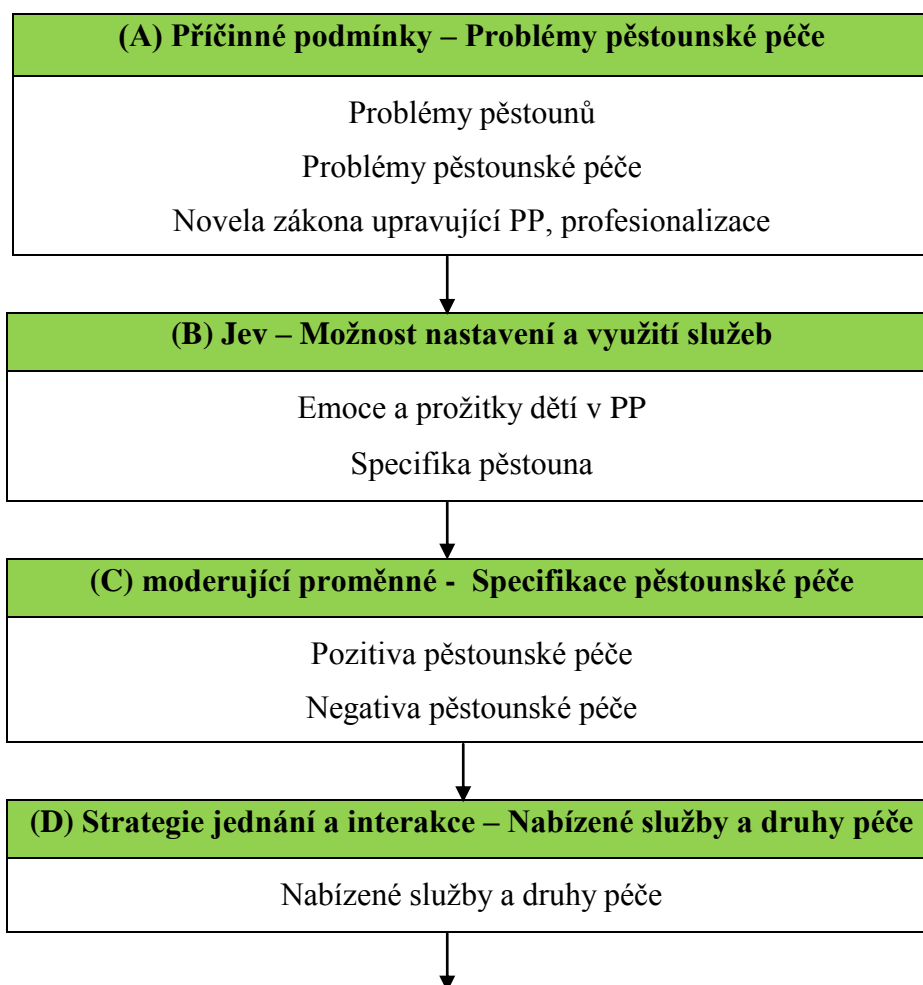 (A) Příčinné podmínky – Problémy pěstounské péče
Problémy pěstounů
Problémy pěstounské péče
Novela zákona upravující PP, profesionalizace
(B) Jev – Možnost nastavení a využití služeb
Emoce a prožitky dětí v PP
Specifika pěstouna
(C) moderující proměnné - Specifikace pěstounské péče
Pozitiva pěstounské péče
Negativa pěstounské péče
(D) Strategie jednání a interakce – Nabízené služby a druhy péče
Nabízené služby a druhy péče